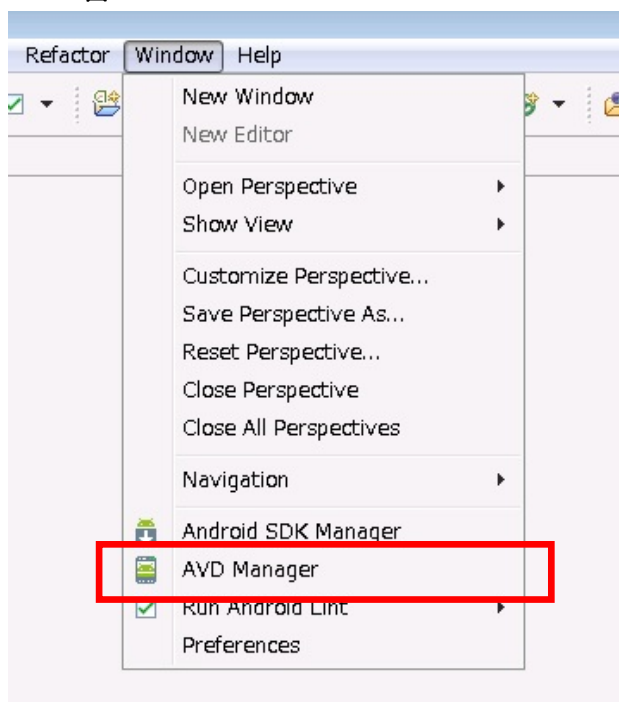 Refactor Window Help
New Window
New Editor
Open Perspective
Show View
Customize Perspective...
Save Perspective As...
Reset Perspective...
Close Perspective
Close All Perspectives
Navigation
Android SDK Manager
AVD Manager
Run Android Lint
Preferences